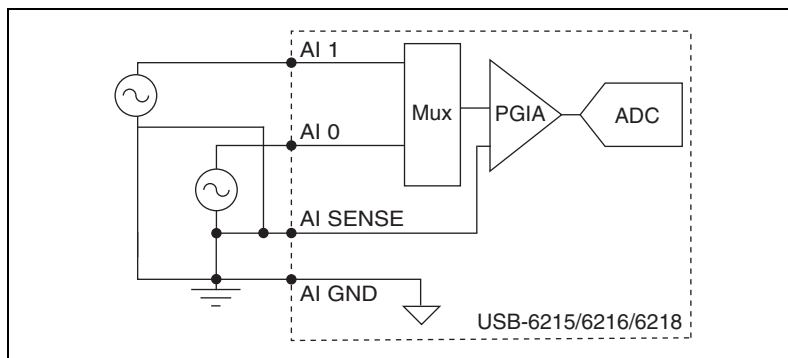 AI 1
Mux
PGIA
ADC
AI 0
AI SENSE
AI GND
USB-6215/6216/6218